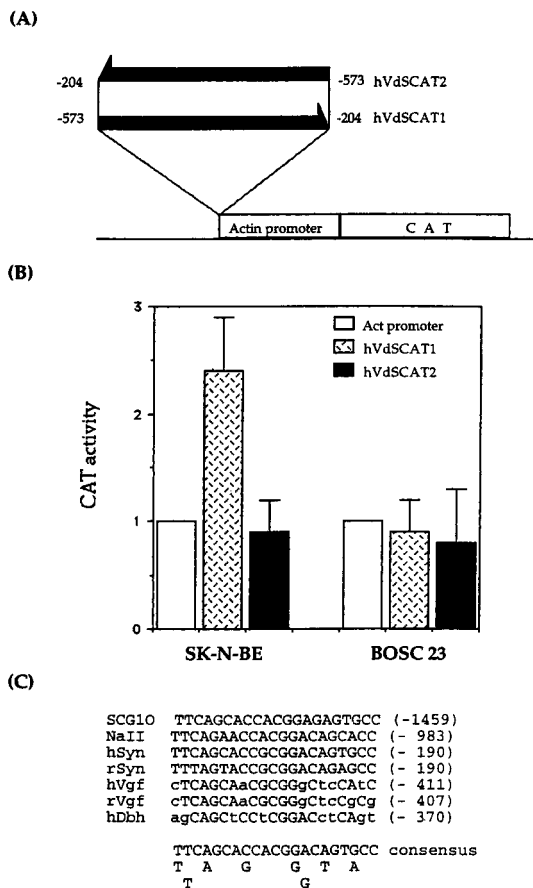 (A)
-204 -573 hVdSCAT2
-573 -204 hVdSCAT1
Actin promoter C A T
(B)
3
2
1
0
CAT activity
Act promoter
hVdSCAT1
hVdSCAT2
SK-N-BE BOSC 23
(C)
SCG10 TTCAGCACCACGGAGAGTGCC (-1459)
NaII TTCAGAACCACGGACAGCACC (- 983)
hSyn TTCAGCACCGCGGACAGTGCC (- 190)
rSyn TTTAGTACCGCGGACAGAGCC (- 190)
hVgf cTCAGCAaCGCGGgCTccCatC (- 411)
rVgf cTCAGCAaCGCGGgCTccGCg (- 407)
hDbh agCAGCtCCtCGGACctCAgt (- 370)
TTCAGCACCACGGACAGTGCC consensus
T A G G T A
T G